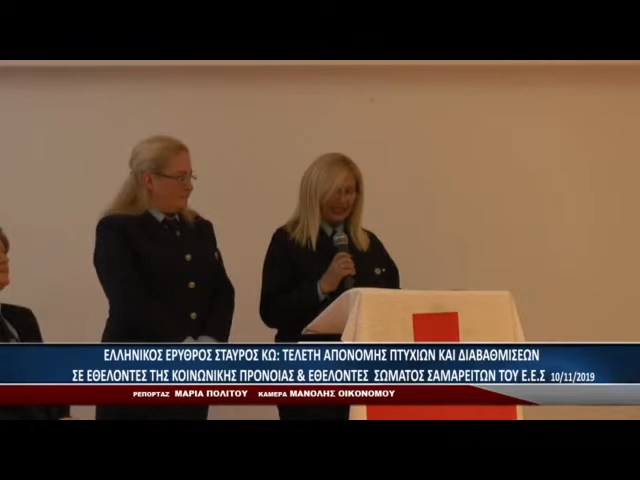 ΕΛΛΗΝΙΚΟΣ ΕΡΥΘΡΟΣ ΣΤΑΥΡΟΣ ΚΩ: ΤΕΛΕΤΗ ΑΠΟΝΟΜΗΣ ΠΤΥΧΙΩΝ ΚΑΙ ΔΙΑΒΑΘΜΙΣΕΩΝ
ΣΕ ΕΘΕΛΟΝΤΕΣ ΤΗΣ ΚΟΙΝΩΝΙΚΗΣ ΠΡΟΝΟΙΑΣ & ΕΘΕΛΟΝΤΕΣ ΣΩΜΑΤΟΣ ΣΑΜΑΡΕΙΤΩΝ ΤΟΥ Ε.Ε.Σ 10/11/2019
ΡΕΠΟΡΤΑΖ ΜΑΡΙΑ ΠΟΛΙΤΟΥ ΚΑΜΕΡΑ ΜΑΝΟΛΗΣ ΟΙΚΟΝΟΜΟΥ